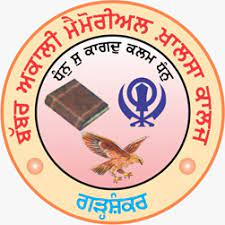 ਬੱਬਰ ਅਕਾਲੀ ਮੈਮੋਰੀਅਲ ਖ਼ਾਲਸਾ ਕਾਲਜ
ਧੰਨੁ ਸੁ ਕਾਗਦੁ ਕਲਮ ਧੰਨੁ
ਗੜ੍ਹਸ਼ੰਕਰ